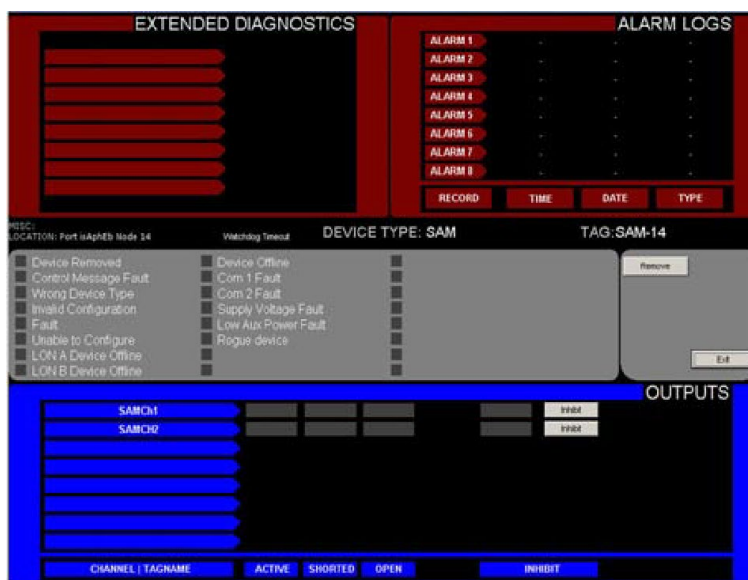 EXTENDED DIAGNOSTICS
ALARM LOGS
ALARM 1 - - -
ALARM 2 - - -
ALARM 3 - - -
ALARM 4 - - -
ALARM 5 - - -
ALARM 6 - - -
ALARM 7 - - -
ALARM 8 - - -
RECORD TIME DATE TYPE
MISC:
LOCATION: Port Node 14 Watchdog Timeout DEVICE TYPE: SAM TAG:SAM-14
Device Removed
Control Message Fault
Wrong Device Type
Invalid Configuration
Fault
Unable to Configure
LON A Device Offline
LON B Device Offline
Device Offline
Com 1 Fault
Com 2 Fault
Supply Voltage Fault
Low Aux Power Fault
Rogue device
Remove
Exit
OUTPUTS
SAMCh1 Inhibit
SAMCH2 Inhibit
CHANNEL | TAGNAME ACTIVE SHORTED OPEN INHIBIT